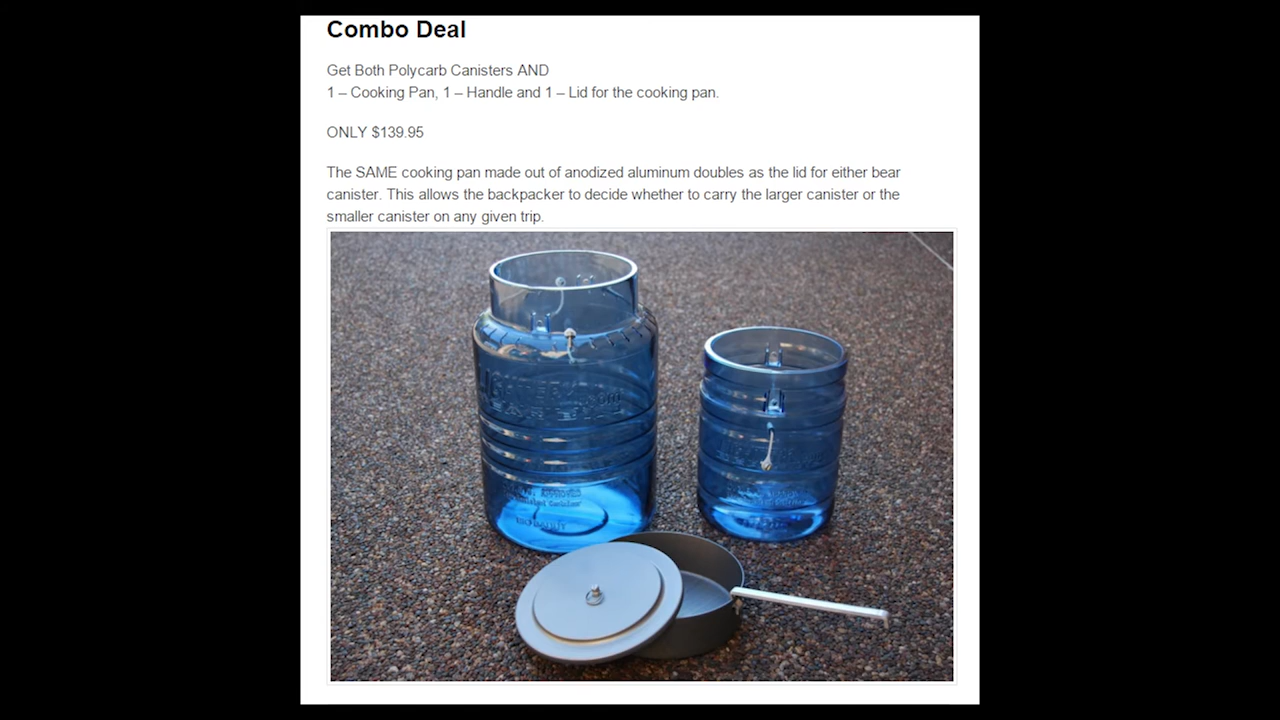 Combo Deal
Get Both Polycarb Canisters AND
1 – Cooking Pan, 1 – Handle and 1 – Lid for the cooking pan.
ONLY $139.95
The SAME cooking pan made out of anodized aluminum doubles as the lid for either bear
canister. This allows the backpacker to decide whether to carry the larger canister or the
smaller canister on any given trip.